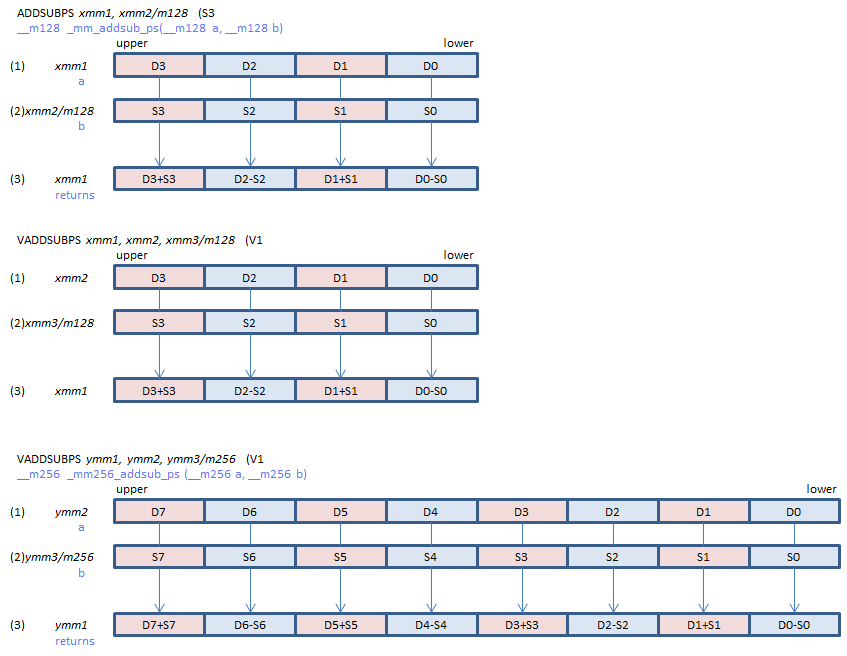 ADDSUBPS xmm1, xmm2/m128 (S3
__m128 _mm_addsub_ps(__m128 a, __m128 b)
upper lower
(1) xmm1 D3 D2 D1 D0
a
(2)xmm2/m128 S3 S2 S1 S0
b
(3) xmm1 D3+S3 D2-S2 D1+S1 D0-S0
returns
VADDSUBPS xmm1, xmm2, xmm3/m128 (V1
upper lower
(1) xmm2 D3 D2 D1 D0
(2)xmm3/m128 S3 S2 S1 S0
(3) xmm1 D3+S3 D2-S2 D1+S1 D0-S0
VADDSUBPS ymm1, ymm2, ymm3/m256 (V1
__m256 _mm256_addsub_ps (__m256 a, __m256 b)
upper lower
(1) ymm2 D7 D6 D5 D4 D3 D2 D1 D0
a
(2)ymm3/m256 S7 S6 S5 S4 S3 S2 S1 S0
b
(3) ymm1 D7+S7 D6-S6 D5+S5 D4-S4 D3+S3 D2-S2 D1+S1 D0-S0
returns